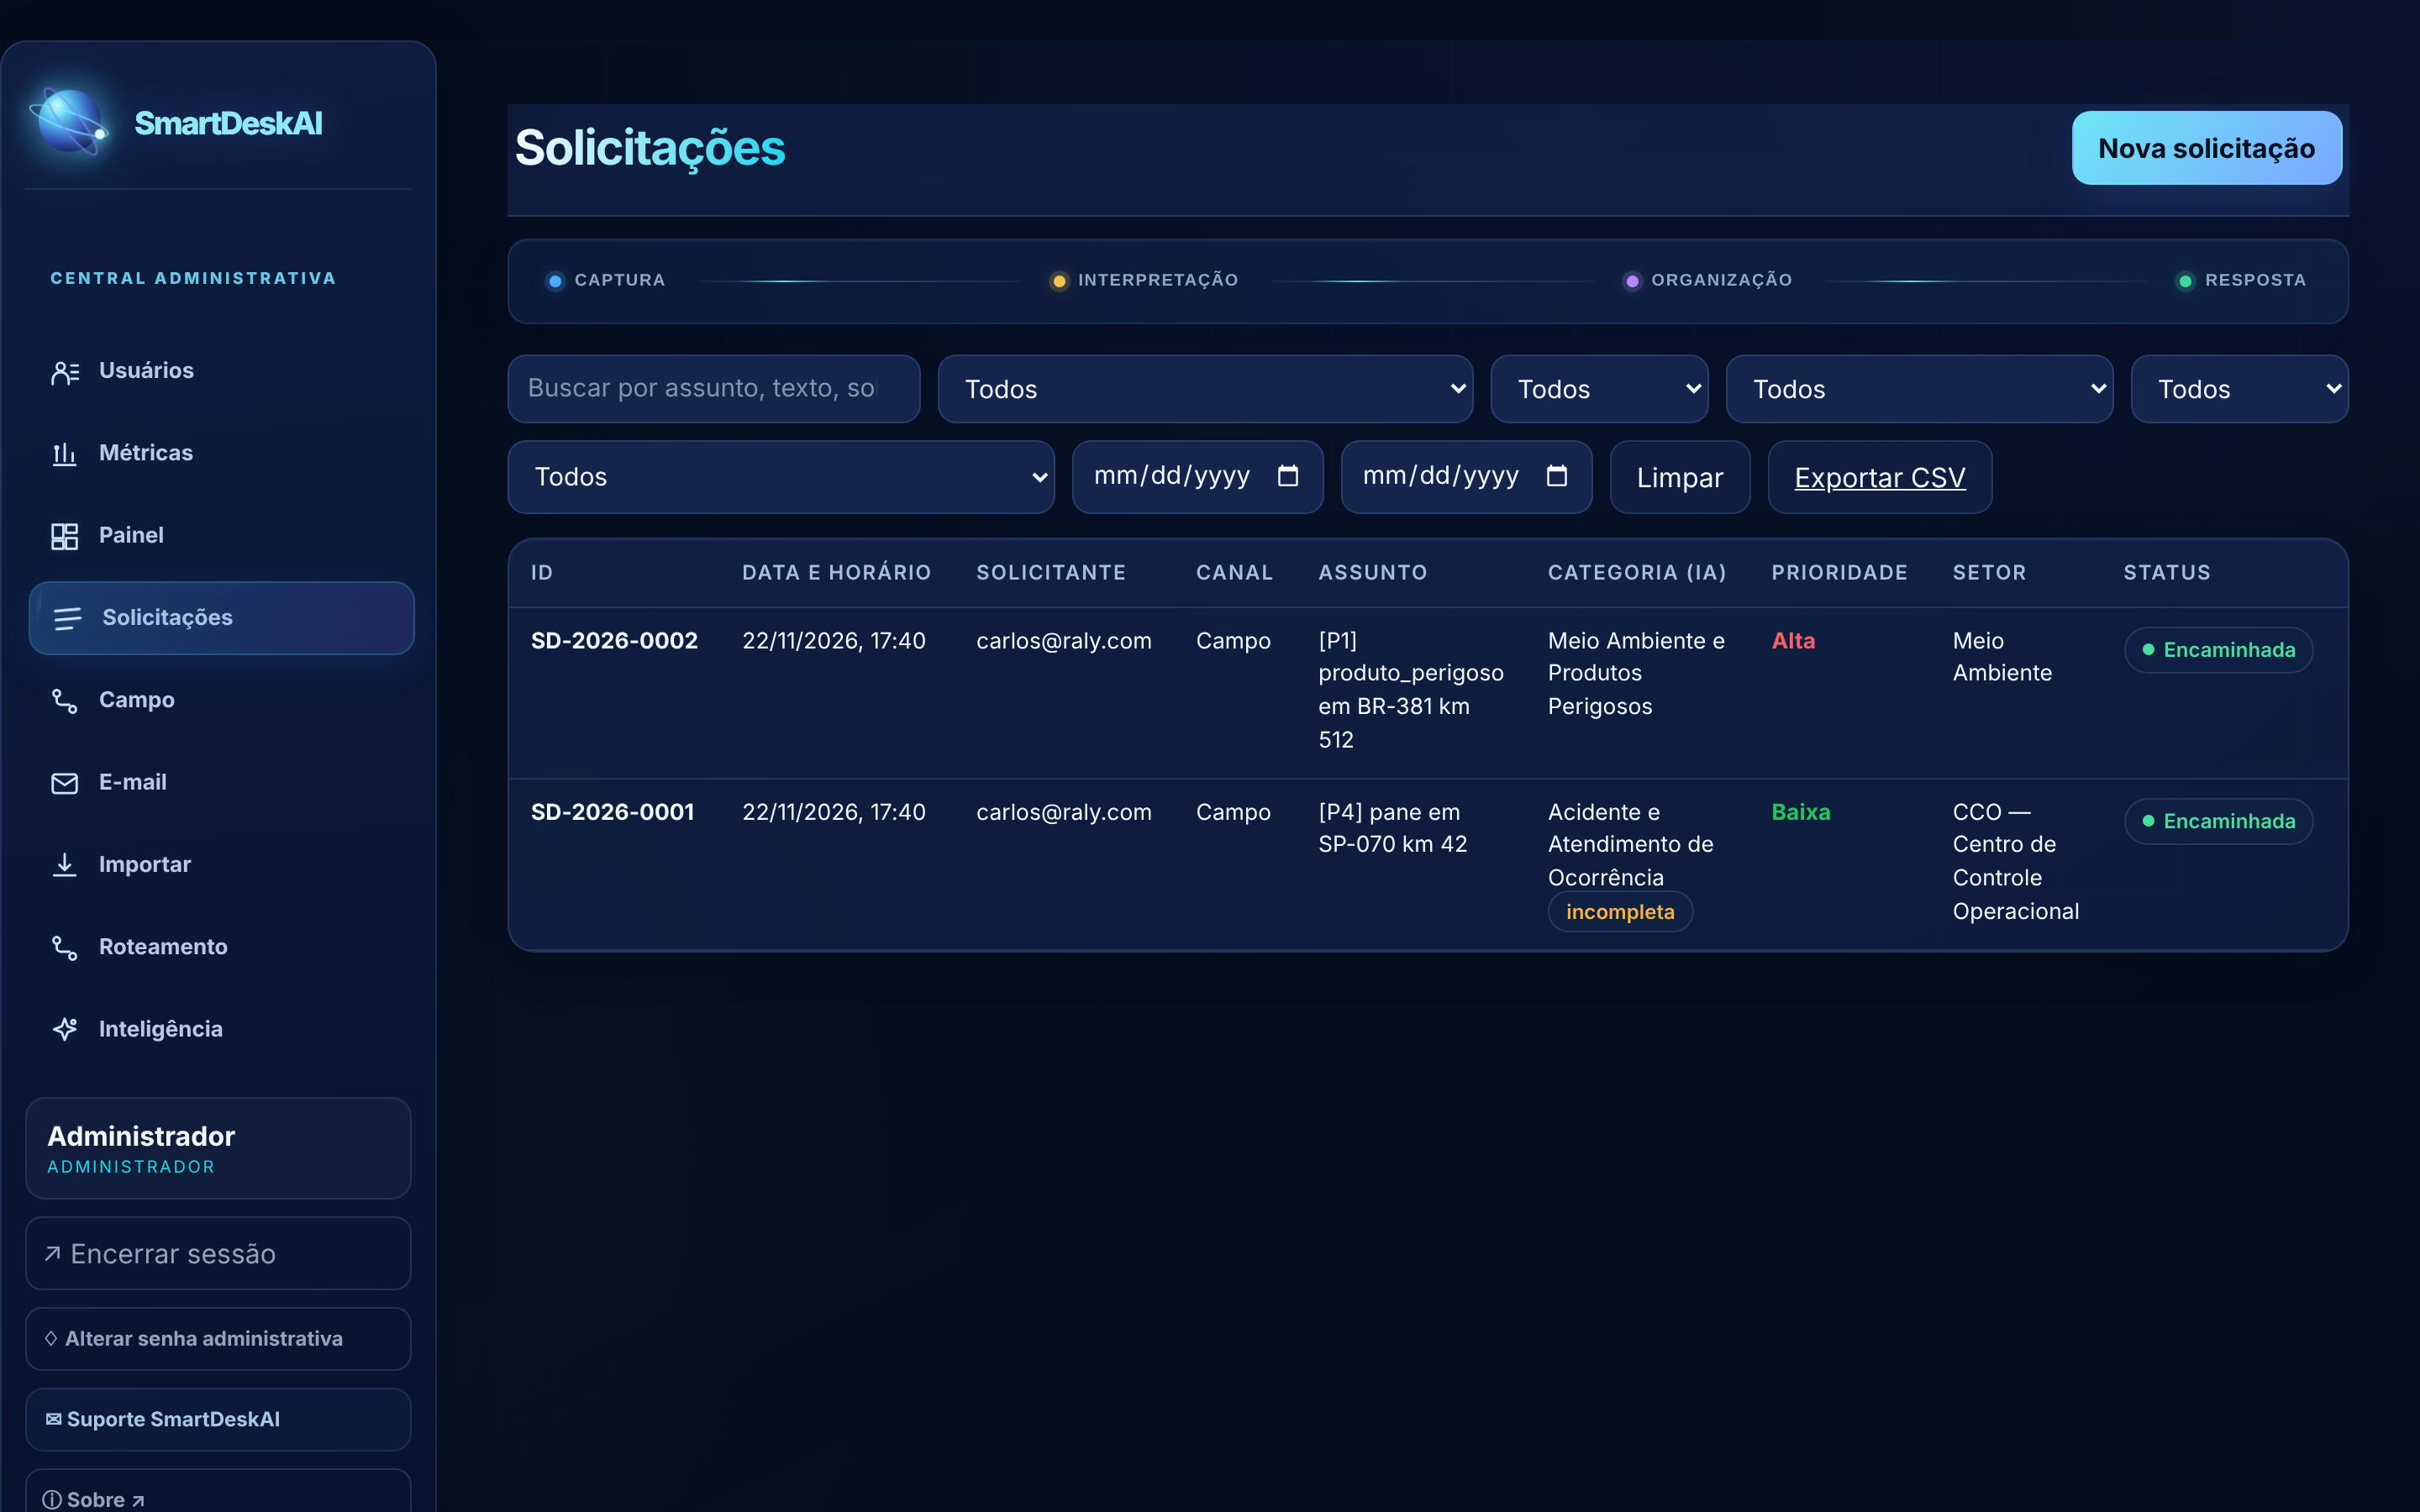 SmartDeskAI
CENTRAL ADMINISTRATIVA
Usuários
Métricas
Painel
Solicitações
Campo
E-mail
Importar
Roteamento
Inteligência
Administrador
ADMINISTRADOR
↗ Encerrar sessão
◊ Alterar senha administrativa
✉ Suporte SmartDeskAI
ⓘ Sobre ↗
Solicitações
Nova solicitação
CAPTURA
INTERPRETAÇÃO
ORGANIZAÇÃO
RESPOSTA
Buscar por assunto, texto, so
Todos
Todos
Todos
Todos
Todos
mm/dd/yyyy
mm/dd/yyyy
Limpar
Exportar CSV
ID DATA E HORÁRIO SOLICITANTE CANAL ASSUNTO CATEGORIA (IA) PRIORIDADE SETOR STATUS
SD-2026-0002 22/11/2026, 17:40 carlos@raly.com Campo [P1] Meio Ambiente e Alta Meio Encaminhada
produto_perigoso Produtos Ambiente
em BR-381 km Perigosos
512
SD-2026-0001 22/11/2026, 17:40 carlos@raly.com Campo [P4] pane em Acidente e Baixa CCO — Encaminhada
SP-070 km 42 Atendimento de Centro de
Ocorrência Controle
incompleta Operacional